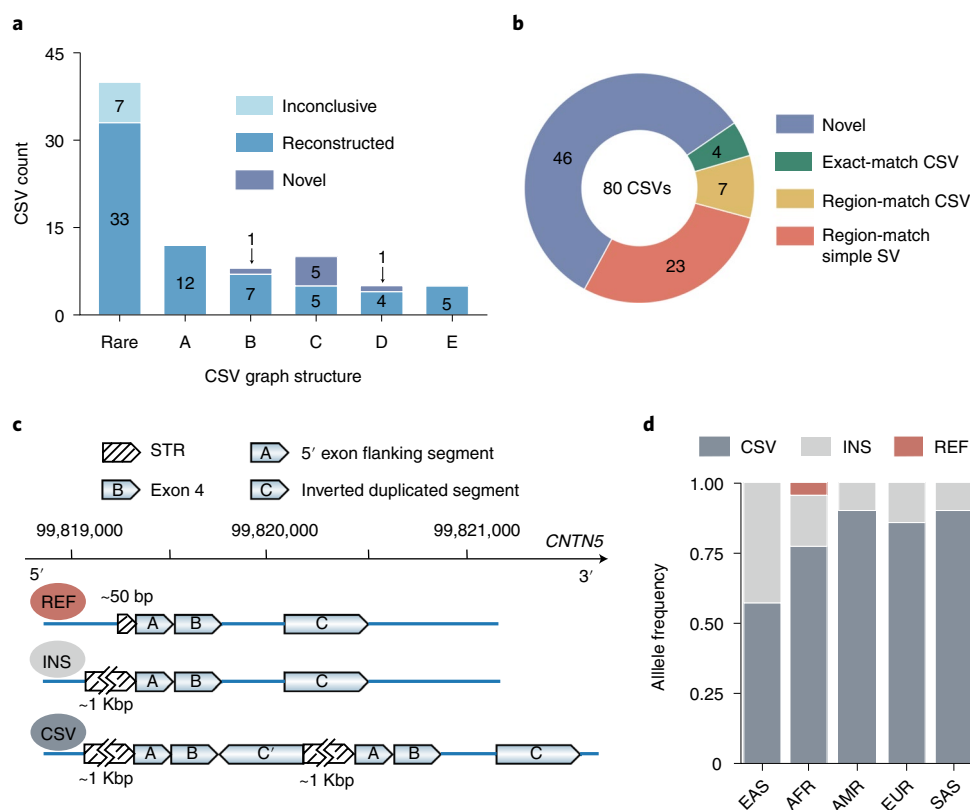 a
45
30
15
0
CSV count
7
33
12
1
7
5
5
1
4
5
Inconclusive
Reconstructed
Novel
Rare A B C D E
CSV graph structure
b
46
4
7
23
80 CSVs
Novel
Exact-match CSV
Region-match CSV
Region-match
simple SV
c
STR
A 5′ exon flanking segment
B Exon 4
C Inverted duplicated segment
99,819,000 99,820,000 99,821,000 CNTN5
5′ 3′
REF
~50 bp
A B C
INS
A B C
~1 Kbp
CSV
A B C′ A B C
~1 Kbp ~1 Kbp
d
CSV INS REF
1.00
0.75
0.50
0.25
0
Allele frequency
EAS AFR AMR EUR SAS